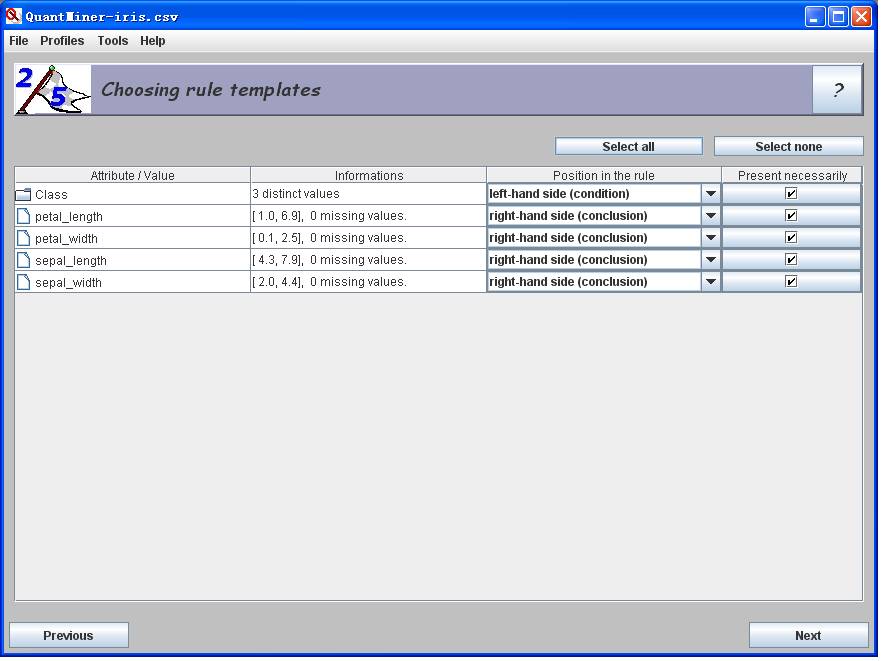 QuantMiner-iris.csv
File Profiles Tools Help
2 5 Choosing rule templates ?
Select all Select none
Attribute / Value Informations Position in the rule Present necessarily
Class 3 distinct values left-hand side (condition)
petal_length [ 1.0, 6.9], 0 missing values. right-hand side (conclusion)
petal_width [ 0.1, 2.5], 0 missing values. right-hand side (conclusion)
sepal_length [ 4.3, 7.9], 0 missing values. right-hand side (conclusion)
sepal_width [ 2.0, 4.4], 0 missing values. right-hand side (conclusion)
Previous Next